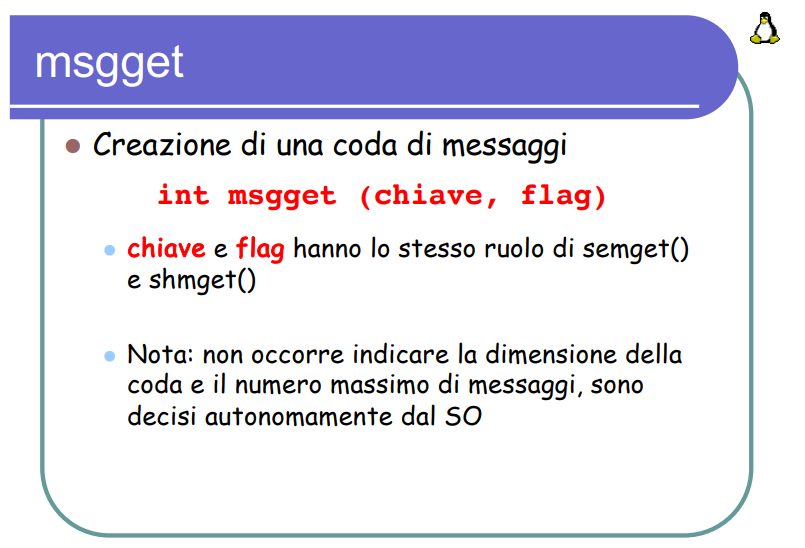 msgget
Creazione di una coda di messaggi
int msgget (chiave, flag)
chiave e flag hanno lo stesso ruolo di semget()
e shmget()
Nota: non occorre indicare la dimensione della
coda e il numero massimo di messaggi, sono
decisi autonomamente dal SO